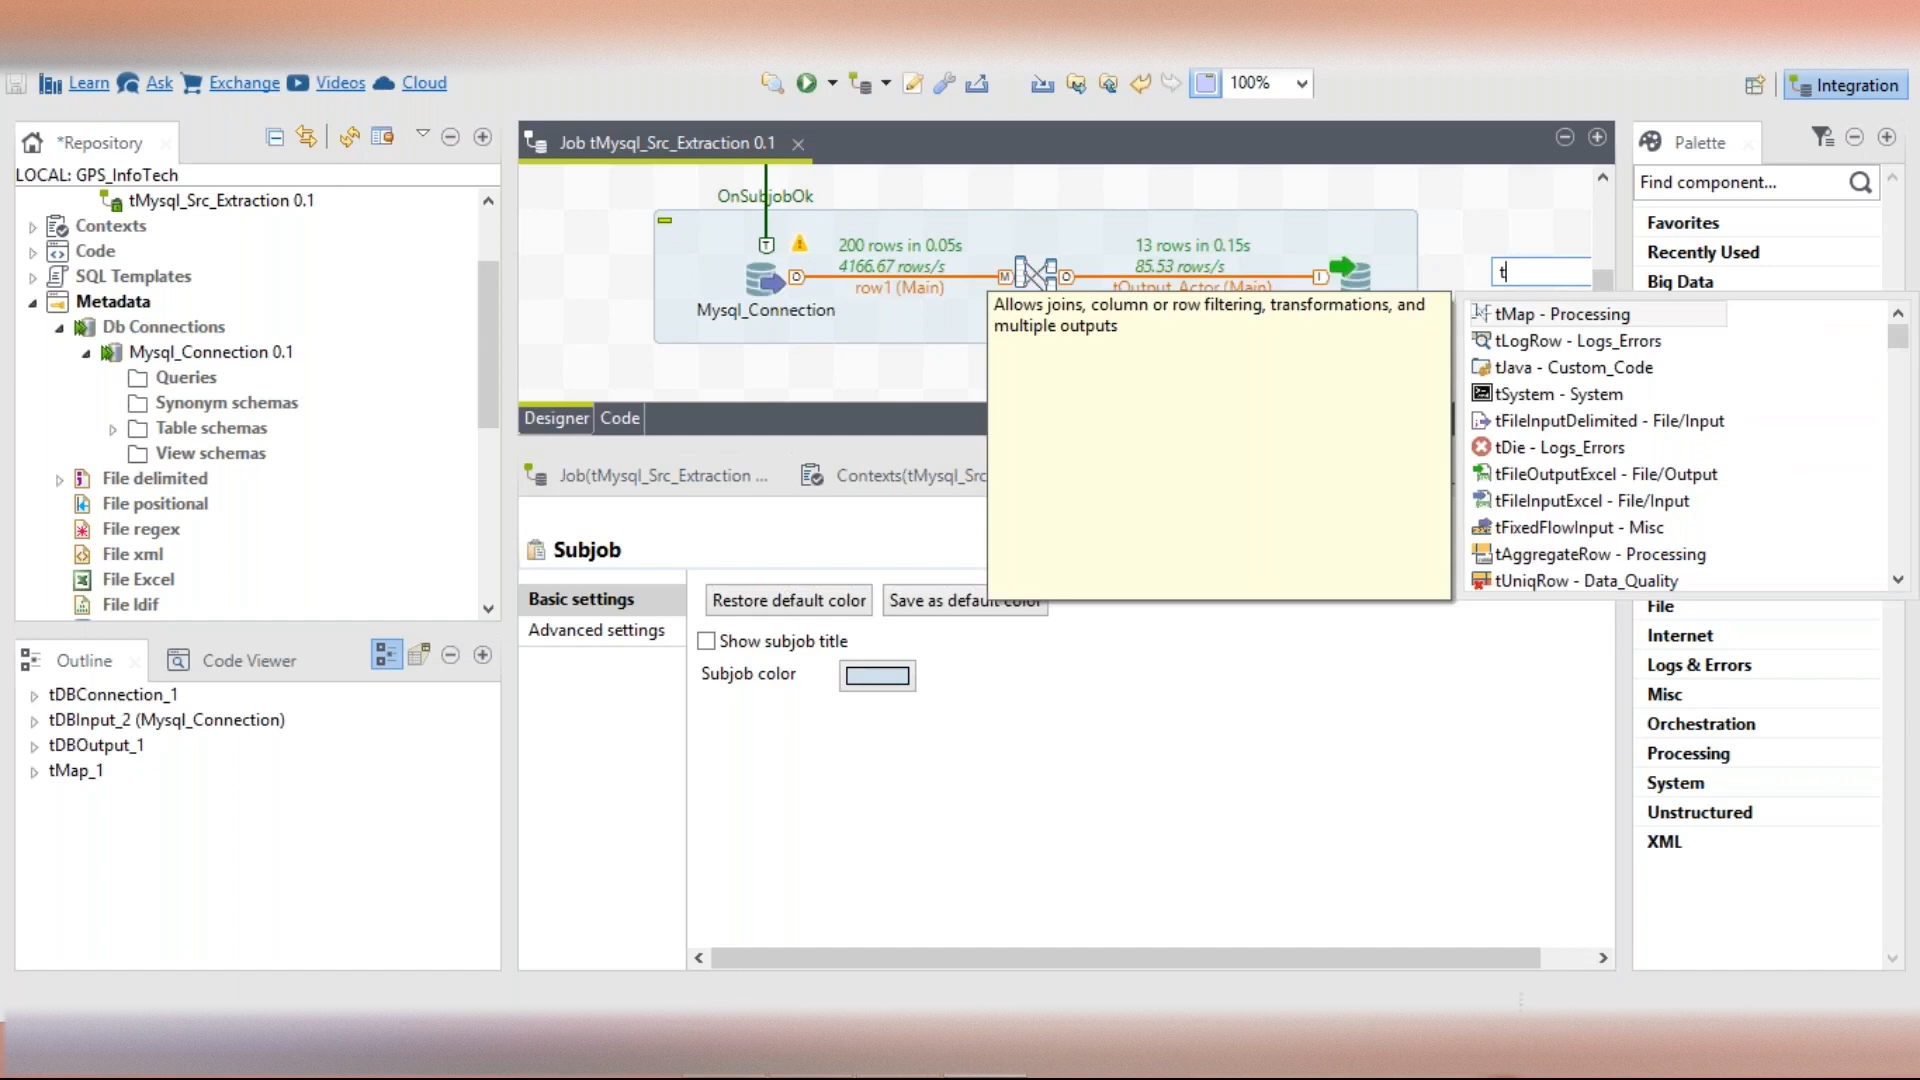 Learn Ask Exchange Videos Cloud
100%
Integration
*Repository
LOCAL: GPS_InfoTech
tMysql_Src_Extraction 0.1
Contexts
Code
SQL Templates
Metadata
Db Connections
Mysql_Connection 0.1
Queries
Synonym schemas
Table schemas
View schemas
File delimited
File positional
File regex
File xml
File Excel
File ldif
Outline
Code Viewer
tDBConnection_1
tDBInput_2 (Mysql_Connection)
tDBOutput_1
tMap_1
Job tMysql_Src_Extraction 0.1
OnSubjobOk
T
200 rows in 0.05s
4166.67 rows/s
row1 (Main)
O
M
O
I
13 rows in 0.15s
85.53 rows/s
tOutput_Actor (Main)
Mysql_Connection
t
Allows joins, column or row filtering, transformations, and
multiple outputs
tMap - Processing
tLogRow - Logs_Errors
tJava - Custom_Code
tSystem - System
tFileInputDelimited - File/Input
tDie - Logs_Errors
tFileOutputExcel - File/Output
tFileInputExcel - File/Input
tFixedFlowInput - Misc
tAggregateRow - Processing
tUniqRow - Data_Quality
Designer
Code
Job(tMysql_Src_Extraction ...
Contexts(tMysql_Src
Subjob
Basic settings
Advanced settings
Restore default color
Save as default color
Show subjob title
Subjob color
Palette
Find component...
Favorites
Recently Used
Big Data
File
Internet
Logs & Errors
Misc
Orchestration
Processing
System
Unstructured
XML